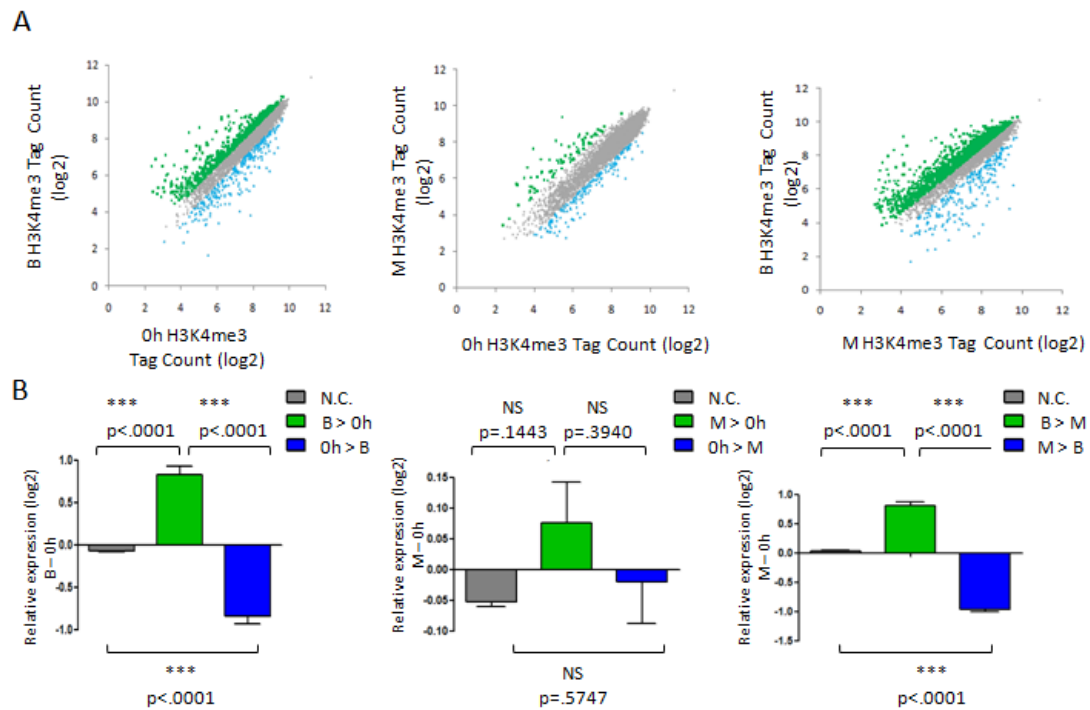 A
12
10
8
6
4
2
0
0 2 4 6 8 10 12
B H3K4me3 Tag Count
(log2)
0h H3K4me3
Tag Count (log2)
12
10
8
6
4
2
0
0 2 4 6 8 10 12
M H3K4me3 Tag Count
(log2)
0h H3K4me3 Tag Count (log2)
12
10
8
6
4
2
0
0 2 4 6 8 10 12
B H3K4me3 Tag Count
(log2)
M H3K4me3 Tag Count (log2)
B
N.C.
B > 0h
0h > B
*** ***
p<.0001 p<.0001
1.0
0.5
-0.0
-0.5
-1.0
Relative expression (log2)
B – 0h
***
p<.0001
N.C.
M > 0h
0h > M
NS NS
p=.1443 p=.3940
0.15
0.10
0.05
0.00
-0.05
-0.10
Relative expression (log2)
M – 0h
NS
p=.5747
N.C.
B > M
M > B
*** ***
p<.0001 p<.0001
1.0
0.5
0.0
-0.5
-1.0
-1.5
Relative expression (log2)
M – 0h
***
p<.0001